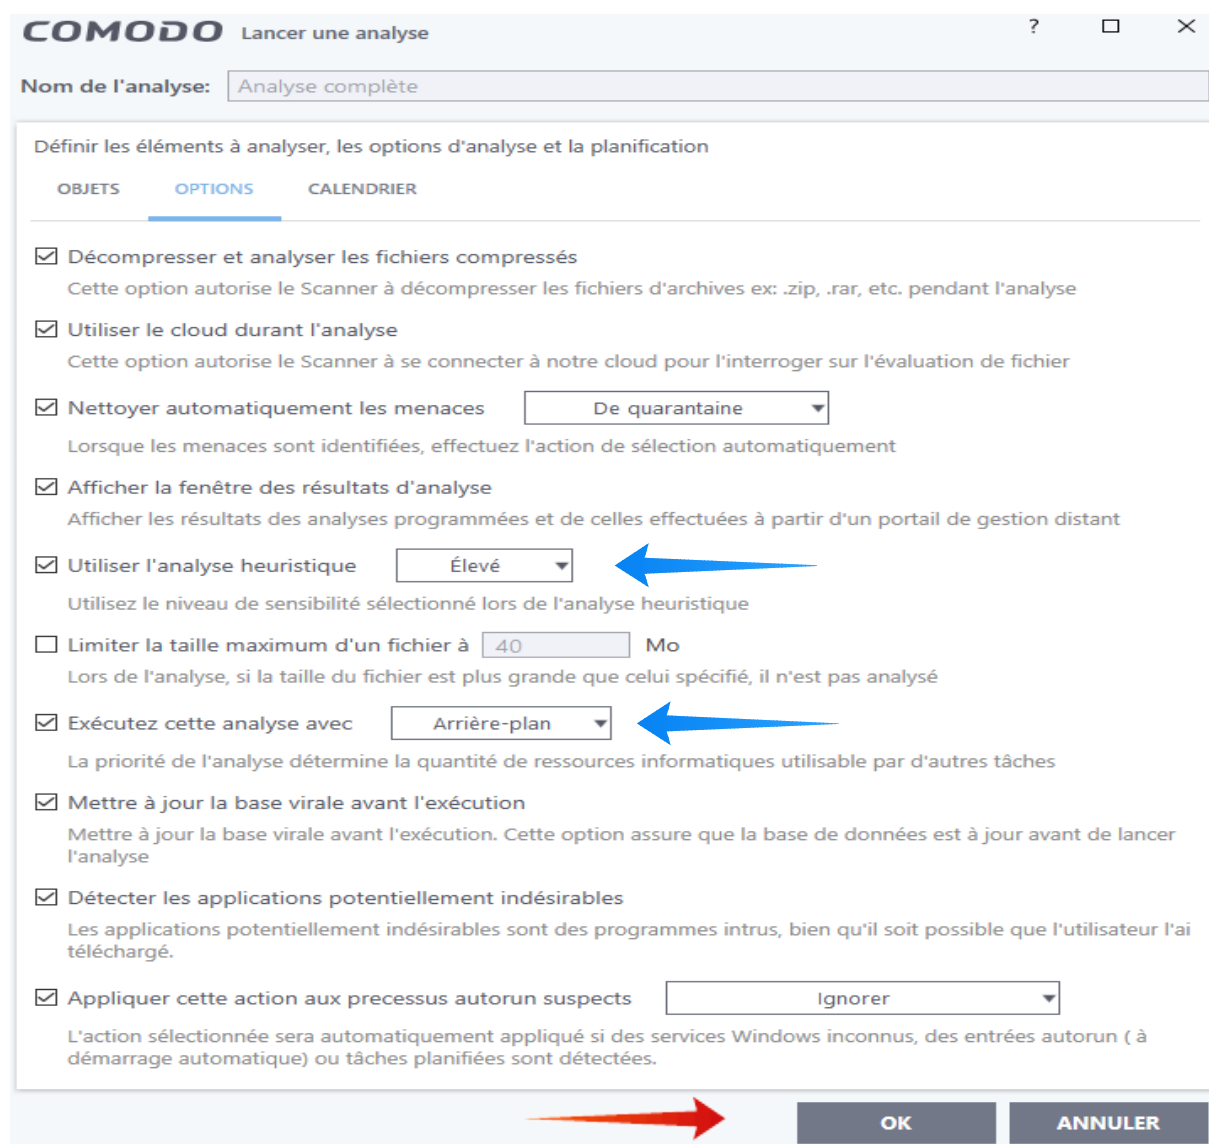 COMODO Lancer une analyse ?
Nom de l'analyse: Analyse complète
Définir les éléments à analyser, les options d'analyse et la planification
OBJETS OPTIONS CALENDRIER
Décompresser et analyser les fichiers compressés
Cette option autorise le Scanner à décompresser les fichiers d'archives ex: .zip, .rar, etc. pendant l'analyse
Utiliser le cloud durant l'analyse
Cette option autorise le Scanner à se connecter à notre cloud pour l'interroger sur l'évaluation de fichier
Nettoyer automatiquement les menaces De quarantaine
Lorsque les menaces sont identifiées, effectuez l'action de sélection automatiquement
Afficher la fenêtre des résultats d'analyse
Afficher les résultats des analyses programmées et de celles effectuées à partir d'un portail de gestion distant
Utiliser l'analyse heuristique Élevé
Utilisez le niveau de sensibilité sélectionné lors de l'analyse heuristique
Limiter la taille maximum d'un fichier à 40 Mo
Lors de l'analyse, si la taille du fichier est plus grande que celui spécifié, il n'est pas analysé
Exécutez cette analyse avec Arrière-plan
La priorité de l'analyse détermine la quantité de ressources informatiques utilisable par d'autres tâches
Mettre à jour la base virale avant l'exécution
Mettre à jour la base virale avant l'exécution. Cette option assure que la base de données est à jour avant de lancer
l'analyse
Détecter les applications potentiellement indésirables
Les applications potentiellement indésirables sont des programmes intrus, bien qu'il soit possible que l'utilisateur l'ai
téléchargé.
Appliquer cette action aux precessus autorun suspects Ignorer
L'action sélectionnée sera automatiquement appliqué si des services Windows inconnus, des entrées autorun ( à
démarrage automatique) ou tâches planifiées sont détectées.
OK ANNULER